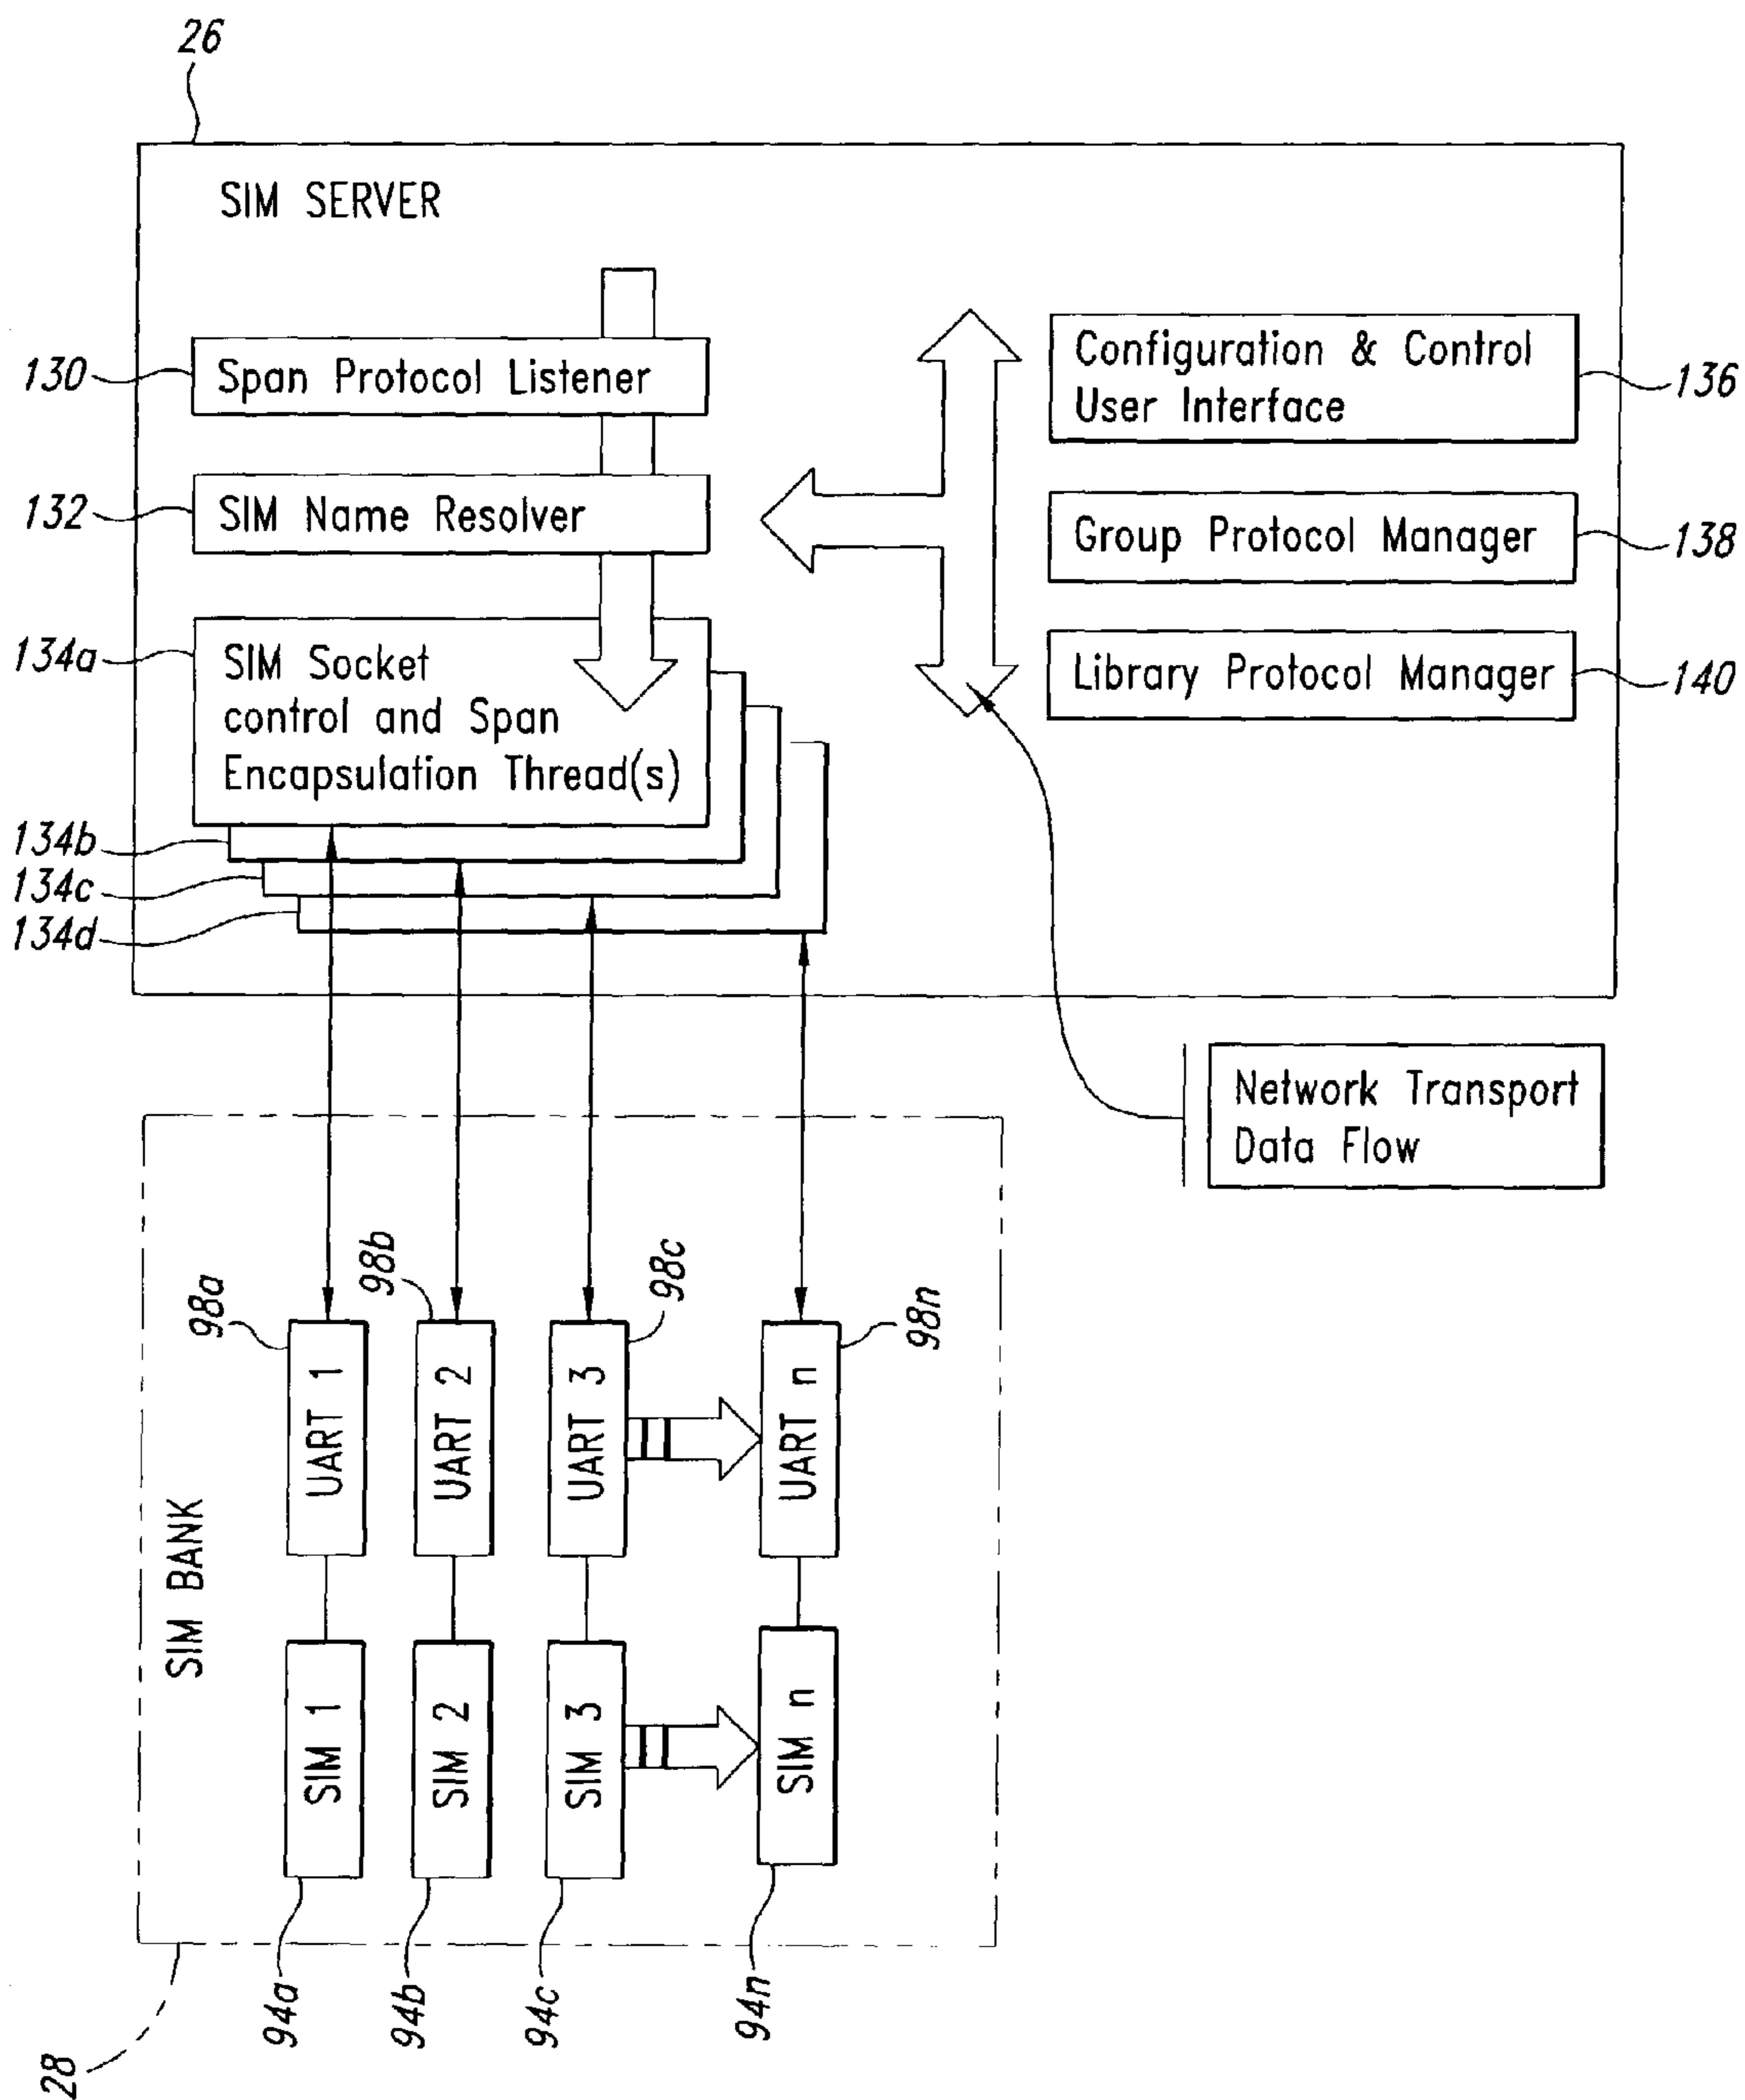 26
SIM SERVER
130
Span Protocol Listener
132
SIM Name Resolver
134a
SIM Socket
control and Span
Encapsulation Thread(s)
134b
134c
134d
Configuration & Control
User Interface
136
Group Protocol Manager
138
Library Protocol Manager
140
Network Transport
Data Flow
SIM BANK
98a
98b
98c
98n
UART 1
UART 2
UART 3
UART n
SIM 1
SIM 2
SIM 3
SIM n
94a
94b
94c
94n
28